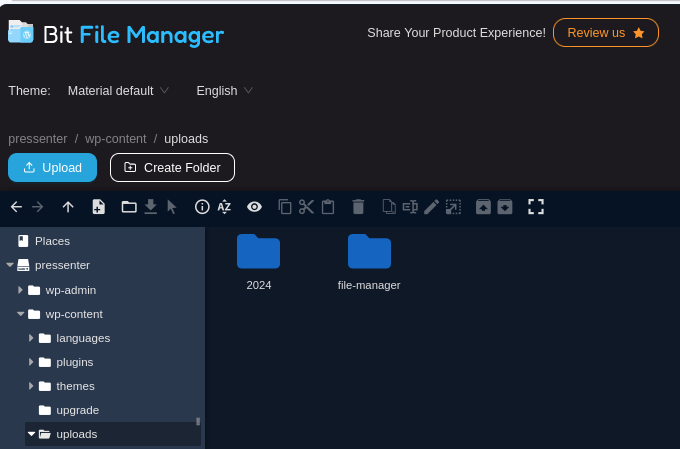 Bit File Manager
Share Your Product Experience! Review us
Theme: Material default English
pressenter / wp-content / uploads
Upload Create Folder
AZ
Places
pressenter
wp-admin
wp-content
languages
plugins
themes
upgrade
uploads
2024 file-manager